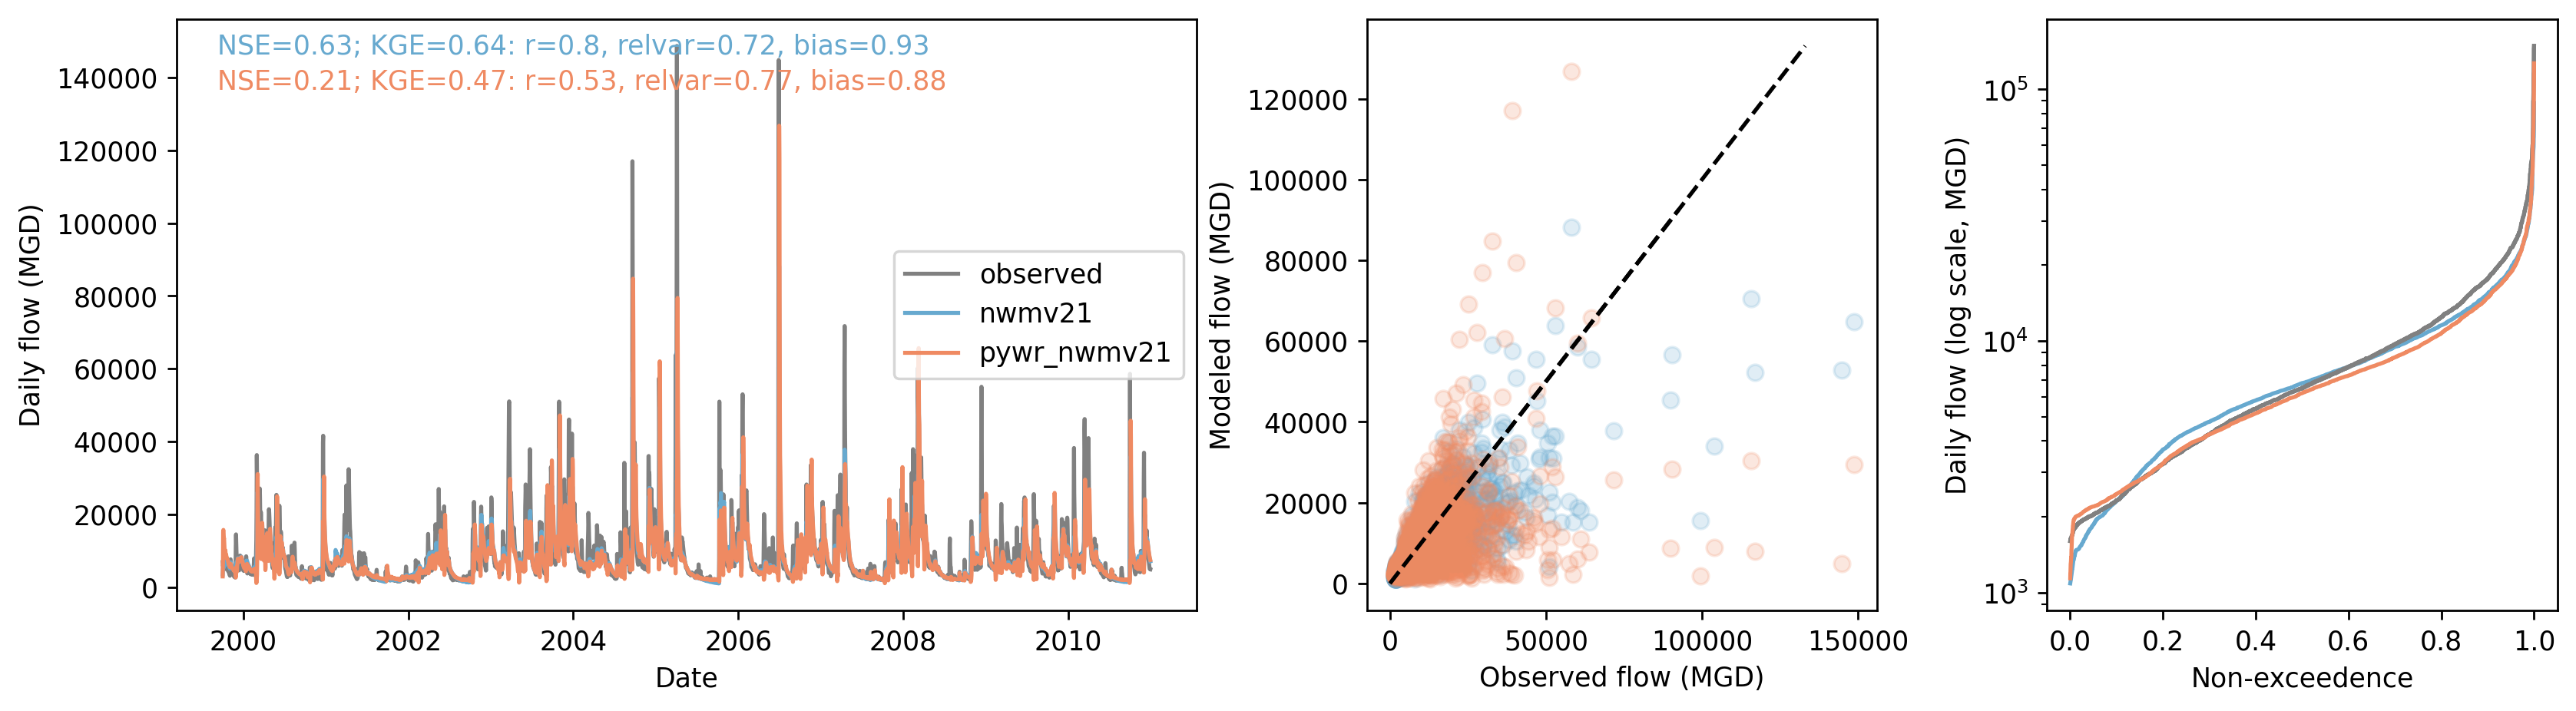 NSE=0.63; KGE=0.64: r=0.8, relvar=0.72, bias=0.93
NSE=0.21; KGE=0.47: r=0.53, relvar=0.77, bias=0.88
Daily flow (MGD)
140000
120000
100000
80000
60000
40000
20000
0
observed
nwmv21
pywr_nwmv21
2000 2002 2004 2006 2008 2010
Date
Modeled flow (MGD)
120000
100000
80000
60000
40000
20000
0
0 50000 100000 150000
Observed flow (MGD)
Daily flow (log scale, MGD)
10⁵
10⁴
10³
0.0 0.2 0.4 0.6 0.8 1.0
Non-exceedence